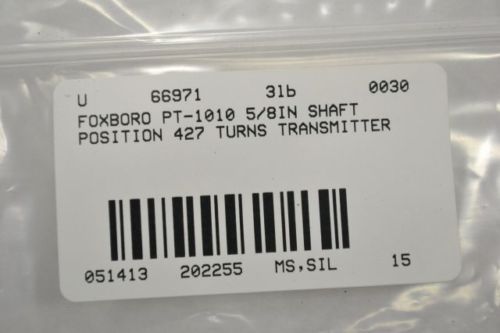 U 66971 3lb 0030
FOXBORO PT-1010 5/8IN SHAFT
POSITION 427 TURNS TRANSMITTER
051413 202255 MS,SIL 15